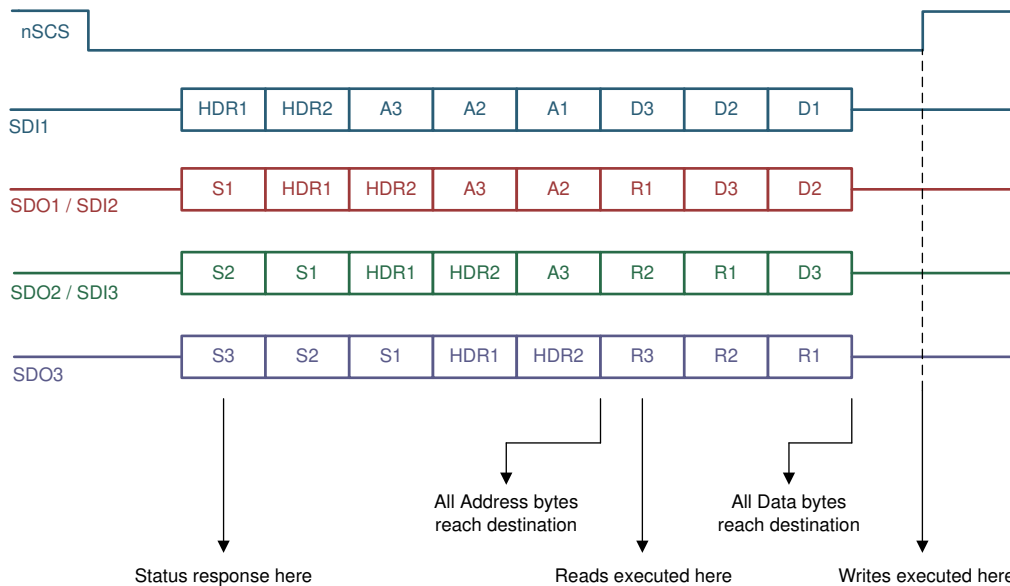 nSCS
HDR1 HDR2 A3 A2 A1 D3 D2 D1
SDI1
S1 HDR1 HDR2 A3 A2 R1 D3 D2
SDO1 / SDI2
S2 S1 HDR1 HDR2 A3 R2 R1 D3
SDO2 / SDI3
S3 S2 S1 HDR1 HDR2 R3 R2 R1
SDO3
All Address bytes All Data bytes
reach destination reach destination
Status response here Reads executed here Writes executed here